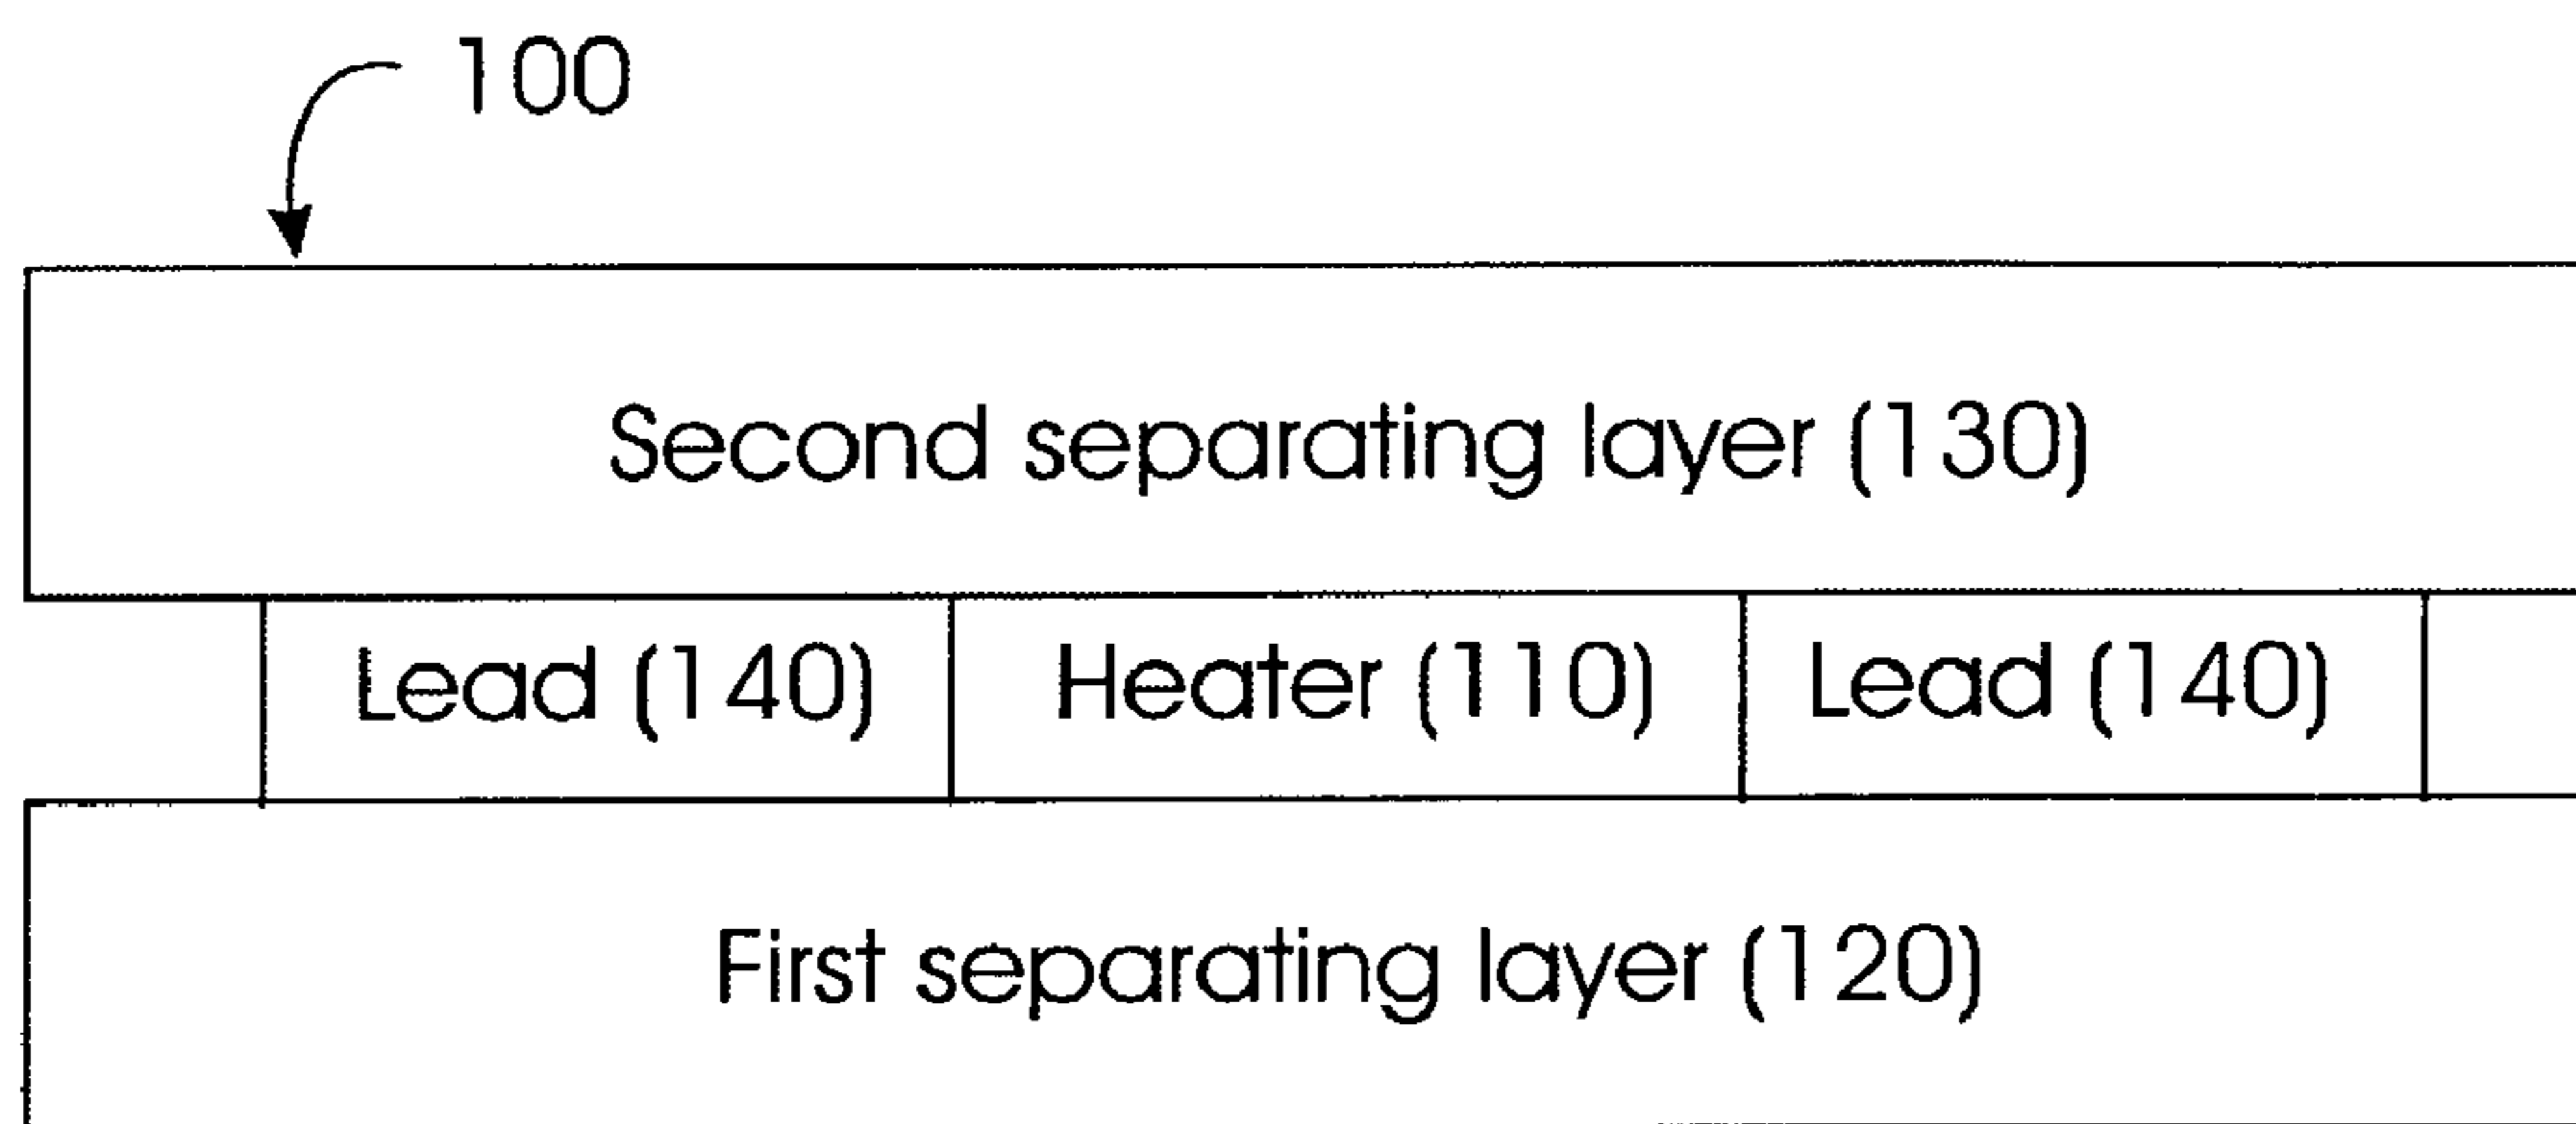 100
Second separating layer (130)
Lead (140) Heater (110) Lead (140)
First separating layer (120)